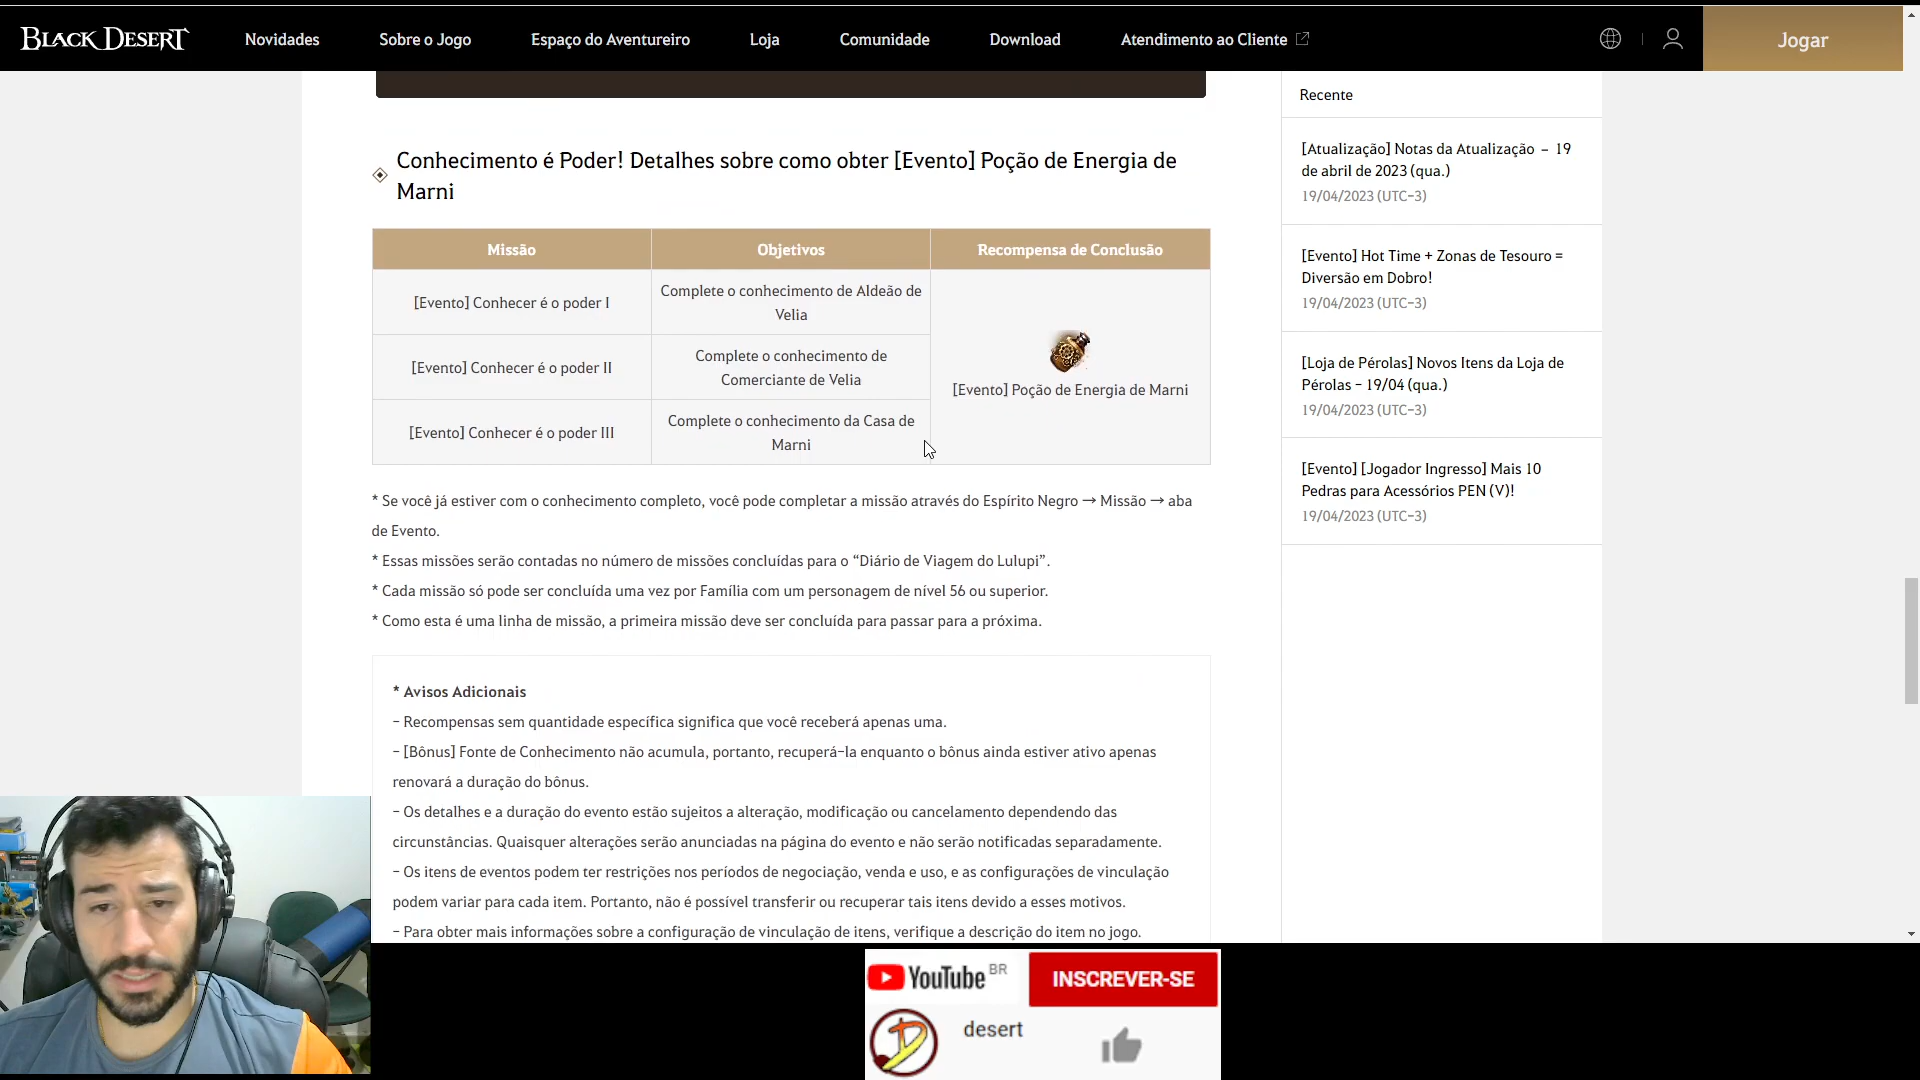 BLACK DESERT
Novidades
Sobre o Jogo
Espaço do Aventureiro
Loja
Comunidade
Download
Atendimento ao Cliente
Jogar
Conhecimento é Poder! Detalhes sobre como obter [Evento] Poção de Energia de
Marni
Missão
Objetivos
Recompensa de Conclusão
[Evento] Conhecer é o poder I
Complete o conhecimento de Aldeão de
Velia
[Evento] Conhecer é o poder II
Complete o conhecimento de
Comerciante de Velia
[Evento] Conhecer é o poder III
Complete o conhecimento da Casa de
Marni
[Evento] Poção de Energia de Marni
* Se você já estiver com o conhecimento completo, você pode completar a missão através do Espírito Negro → Missão → aba
de Evento.
* Essas missões serão contadas no número de missões concluídas para o “Diário de Viagem do Lulupi”.
* Cada missão só pode ser concluída uma vez por Família com um personagem de nível 56 ou superior.
* Como esta é uma linha de missão, a primeira missão deve ser concluída para passar para a próxima.
* Avisos Adicionais
- Recompensas sem quantidade específica significa que você receberá apenas uma.
- [Bônus] Fonte de Conhecimento não acumula, portanto, recuperá-la enquanto o bônus ainda estiver ativo apenas
renovará a duração do bônus.
- Os detalhes e a duração do evento estão sujeitos a alteração, modificação ou cancelamento dependendo das
circunstâncias. Quaisquer alterações serão anunciadas na página do evento e não serão notificadas separadamente.
- Os itens de eventos podem ter restrições nos períodos de negociação, venda e uso, e as configurações de vinculação
podem variar para cada item. Portanto, não é possível transferir ou recuperar tais itens devido a esses motivos.
- Para obter mais informações sobre a configuração de vinculação de itens, verifique a descrição do item no jogo.
Recente
[Atualização] Notas da Atualização - 19
de abril de 2023 (qua.)
19/04/2023 (UTC-3)
[Evento] Hot Time + Zonas de Tesouro =
Diversão em Dobro!
19/04/2023 (UTC-3)
[Loja de Pérolas] Novos Itens da Loja de
Pérolas - 19/04 (qua.)
19/04/2023 (UTC-3)
[Evento] [Jogador Ingresso] Mais 10
Pedras para Acessórios PEN (V)!
19/04/2023 (UTC-3)
YouTube BR
INSCREVER-SE
D
desert